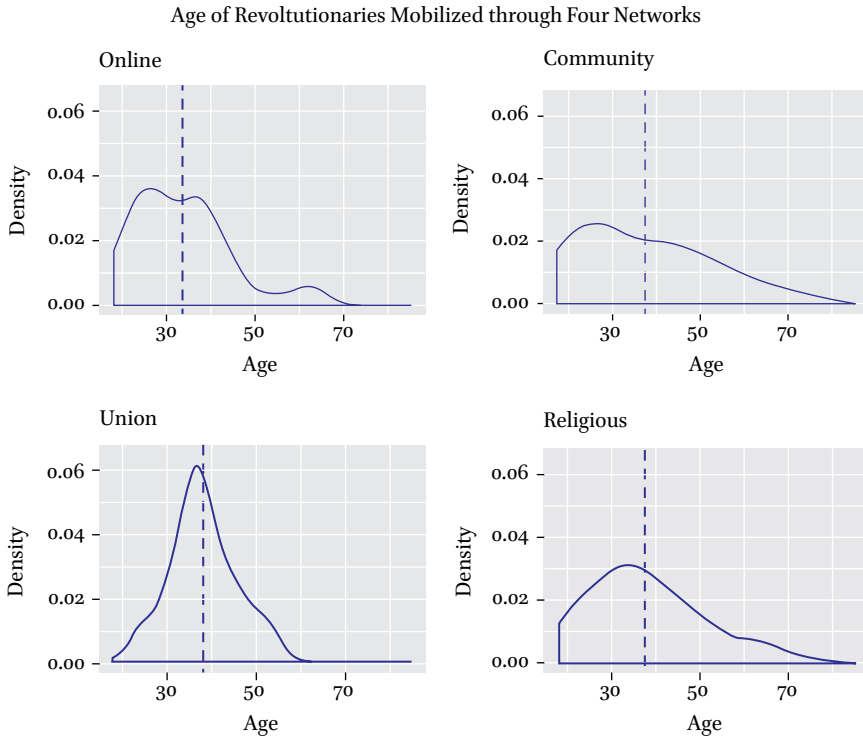 Age of Revoltutionaries Mobilized through Four Networks
Online
Density
0.06
0.04
0.02
0.00
30 50 70
Age
Community
Density
0.06
0.04
0.02
0.00
30 50 70
Age
Union
Density
0.06
0.04
0.02
0.00
30 50 70
Age
Religious
Density
0.06
0.04
0.02
0.00
30 50 70
Age